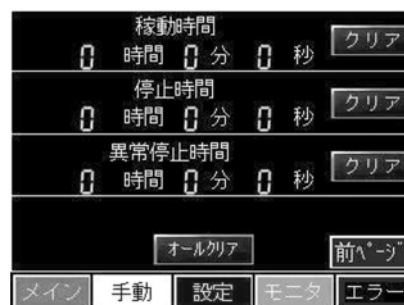 稼動時間
0 時間 0 分 0 秒 クリア
停止時間
0 時間 0 分 0 秒 クリア
異常停止時間
0 時間 0 分 0 秒 クリア
オールクリア 前ページ
メイン 手動 設定 モニタ エラー